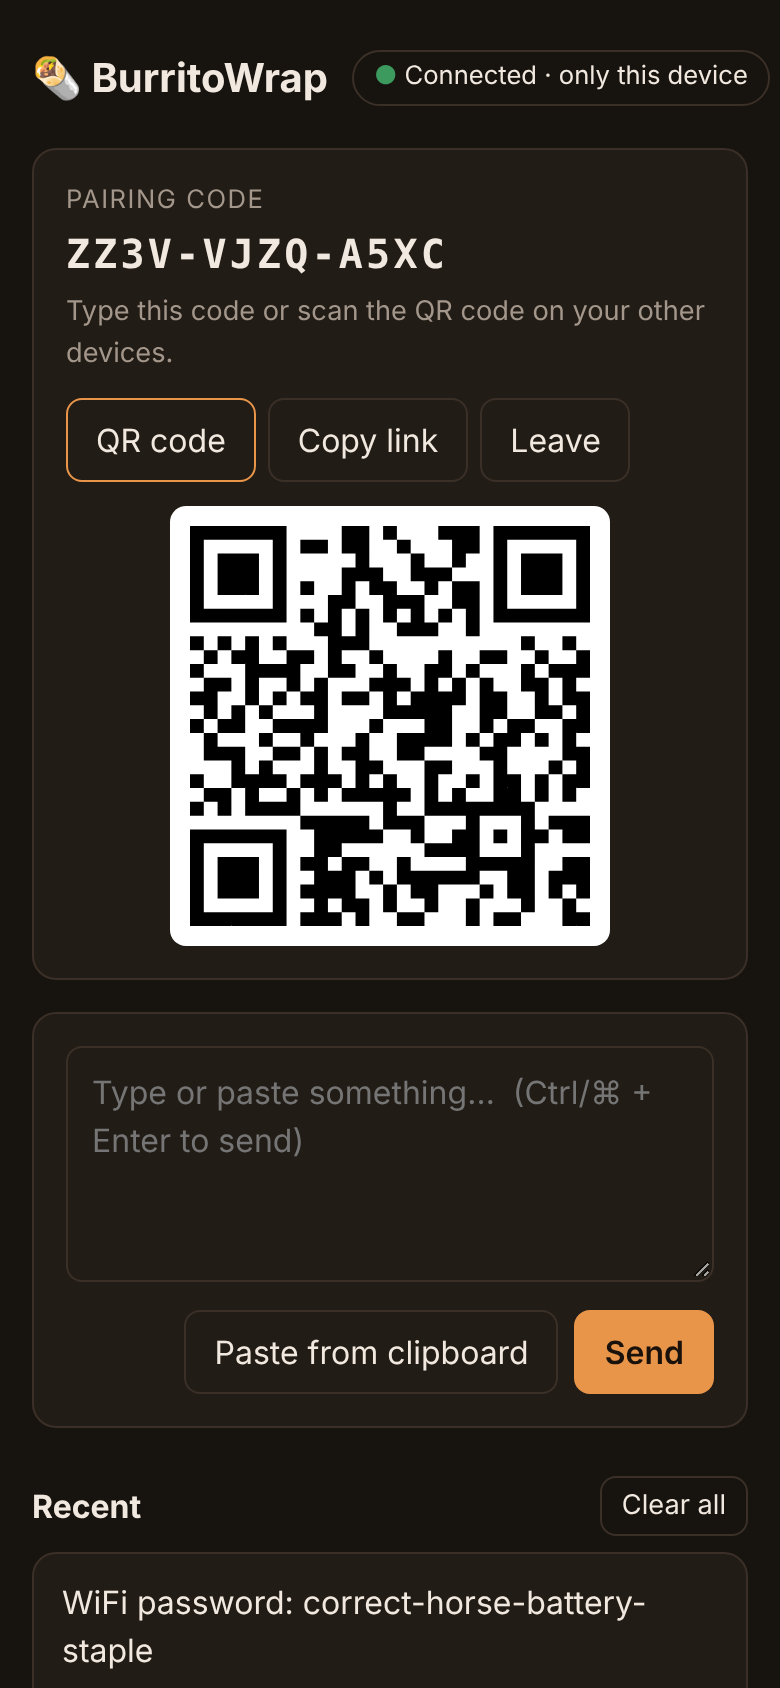 BurritoWrap
Connected · only this device
PAIRING CODE
ZZ3V-VJZQ-A5XC
Type this code or scan the QR code on your other
devices.
QR code
Copy link
Leave
Type or paste something... (Ctrl/⌘ +
Enter to send)
Paste from clipboard
Send
Recent
Clear all
WiFi password: correct-horse-battery-
staple